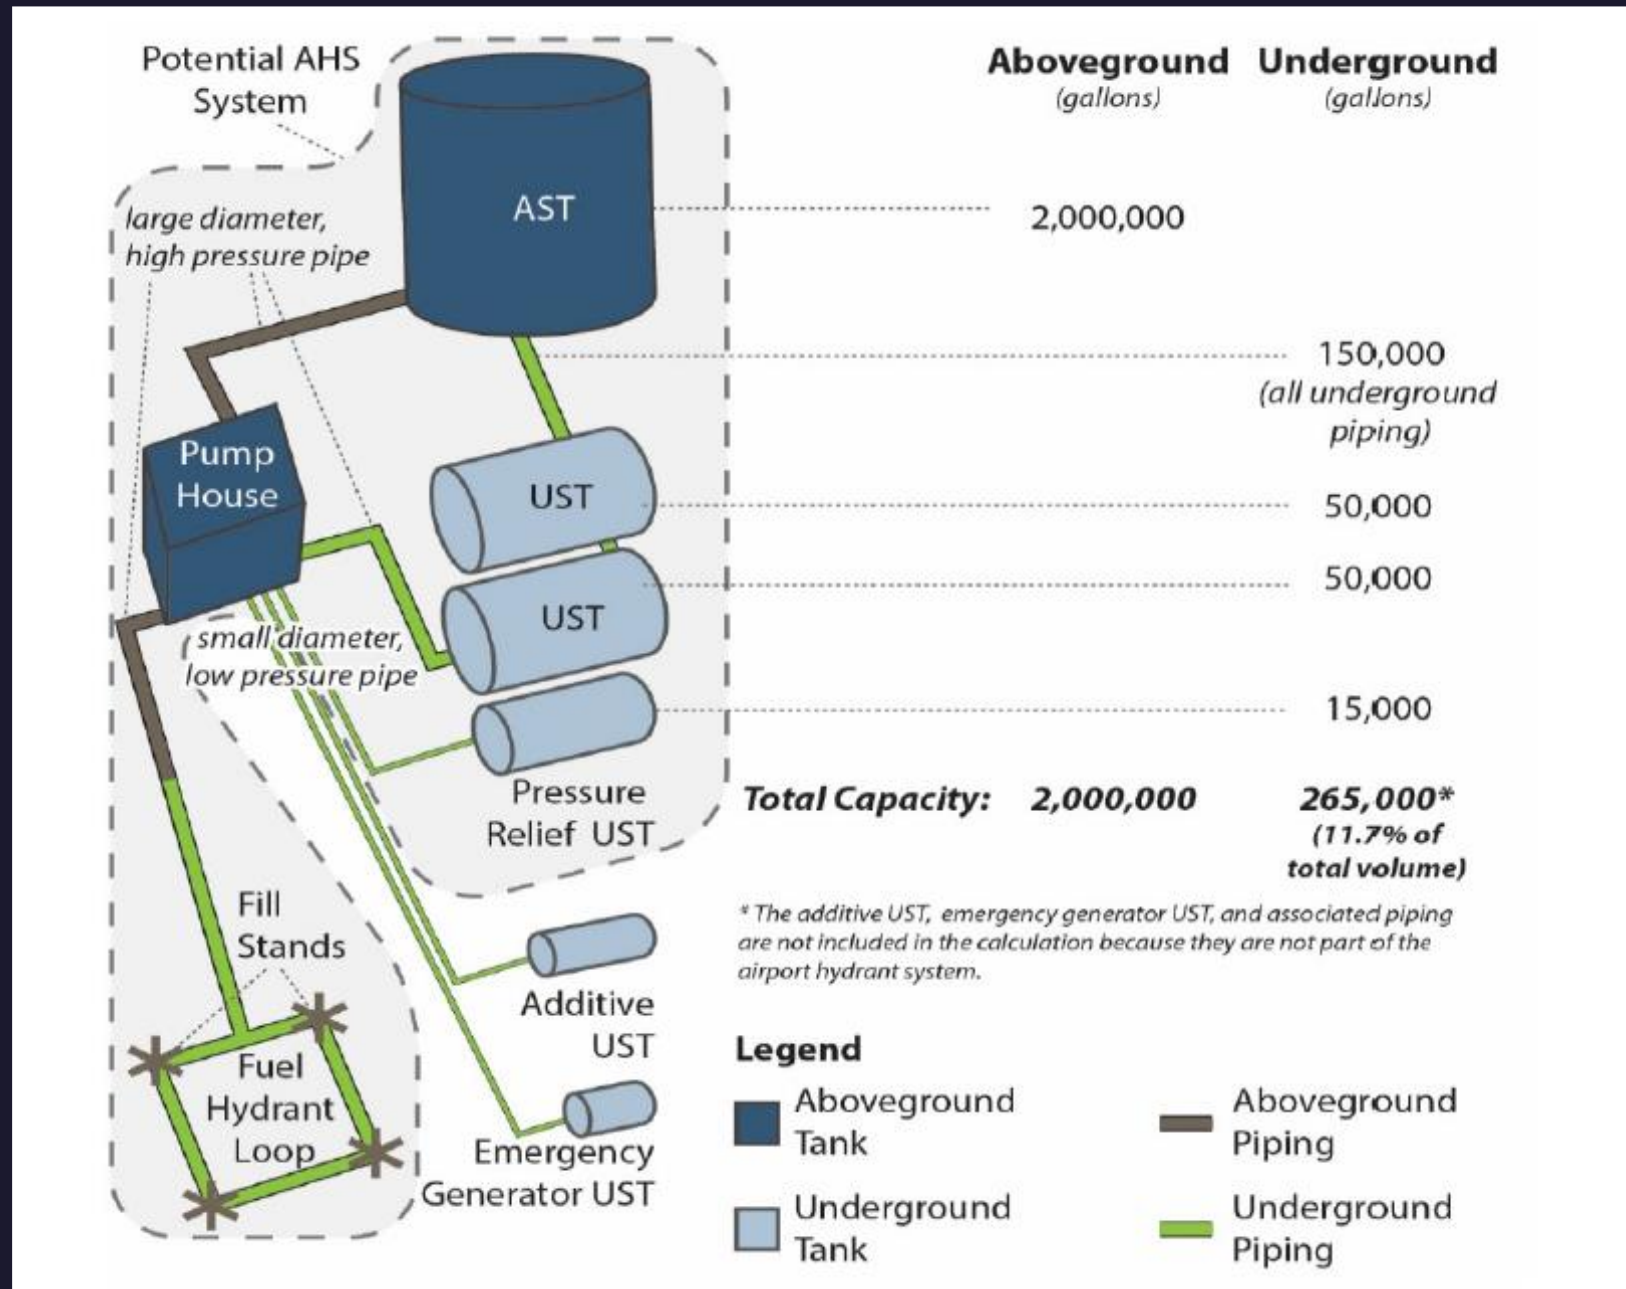 Potential AHS
System
Aboveground
(gallons)
Underground
(gallons)
large diameter,
high pressure pipe
AST
2,000,000
150,000
(all underground
piping)
Pump
House
UST
50,000
UST
50,000
small diameter,
low pressure pipe
15,000
Pressure
Relief UST
Total Capacity: 2,000,000 265,000*
(11.7% of
total volume)
Fill
Stands
* The additive UST, emergency generator UST, and associated piping
are not included in the calculation because they are not part of the
airport hydrant system.
Additive
UST
Fuel
Hydrant
Loop
Emergency
Generator UST
Legend
Aboveground
Tank
Aboveground
Piping
Underground
Tank
Underground
Piping